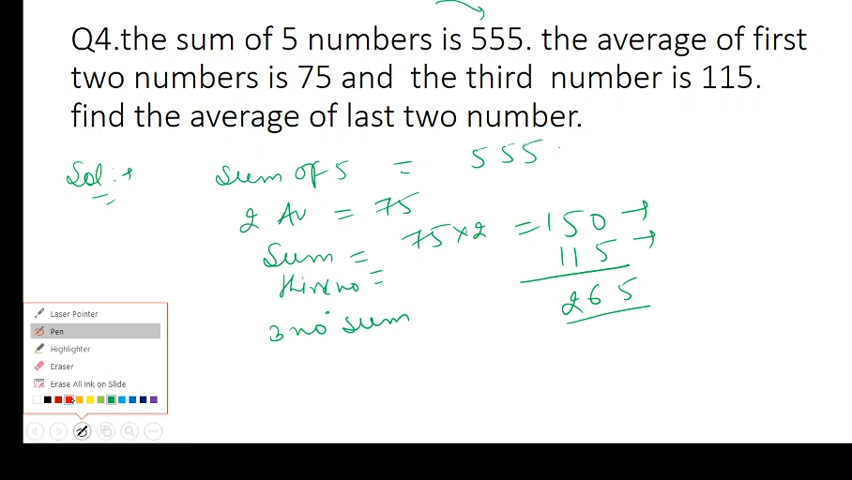 Q4.the sum of 5 numbers is 555. the average of first
two numbers is 75 and the third number is 115.
find the average of last two number.
Sol:→
Sum of 5 = 555
2 Av = 75
Sum = 75×2 = 150 →
third no = 115 →
3 no sum 265
Laser Pointer
Pen
Highlighter
Eraser
Erase All Ink on Slide